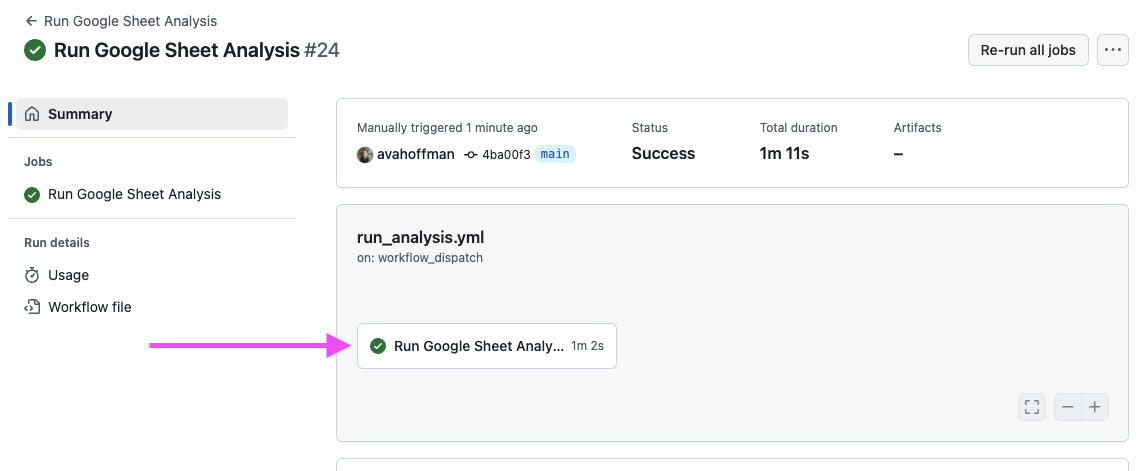 ← Run Google Sheet Analysis
Run Google Sheet Analysis #24
Re-run all jobs
...
Summary
Jobs
Run Google Sheet Analysis
Run details
Usage
Workflow file
Manually triggered 1 minute ago
avahoffman 4ba00f3 main
Status
Success
Total duration
1m 11s
Artifacts
–
run_analysis.yml
on: workflow_dispatch
Run Google Sheet Analy... 1m 2s